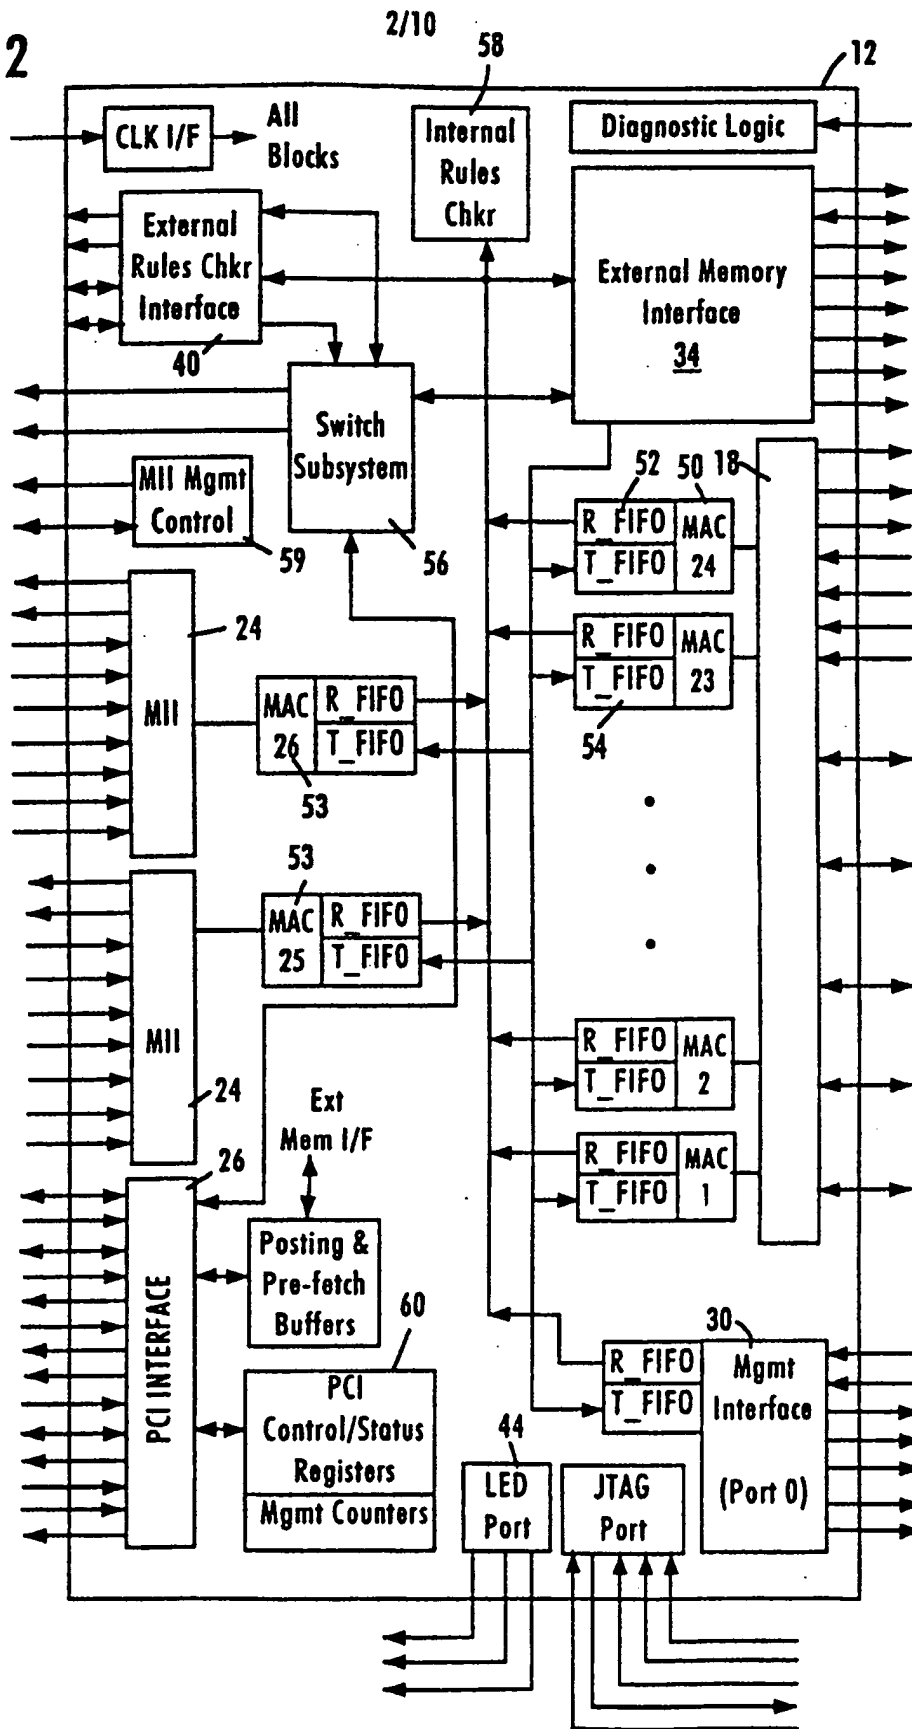 2/10
2
58
12
CLK I/F
All
Blocks
Internal
Rules
Chkr
Diagnostic Logic
External
Rules Chkr
Interface
40
External Memory
Interface
34
Switch
Subsystem
56
MII Mgmt
Control
59
52
50
18
R_FIFO
T_FIFO
MAC
24
R_FIFO
T_FIFO
MAC
23
54
24
MII
MAC
26
R_FIFO
T_FIFO
53
53
MAC
25
R_FIFO
T_FIFO
MII
24
R_FIFO
T_FIFO
MAC
2
R_FIFO
T_FIFO
MAC
1
Ext
Mem I/F
26
PCI INTERFACE
Posting &
Pre-fetch
Buffers
60
PCI
Control/Status
Registers
Mgmt Counters
30
R_FIFO
T_FIFO
Mgmt
Interface
(Port 0)
44
LED
Port
JTAG
Port